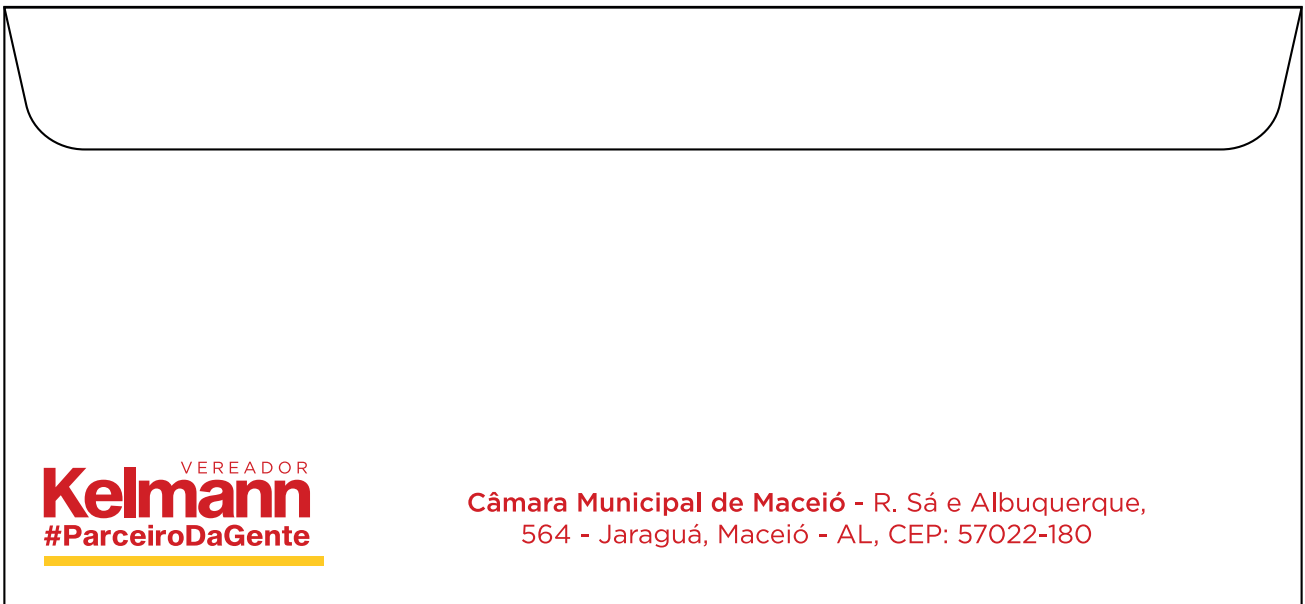 VEREADOR
Kelmann
#ParceiroDaGente
Câmara Municipal de Maceió - R. Sá e Albuquerque,
564 - Jaraguá, Maceió - AL, CEP: 57022-180